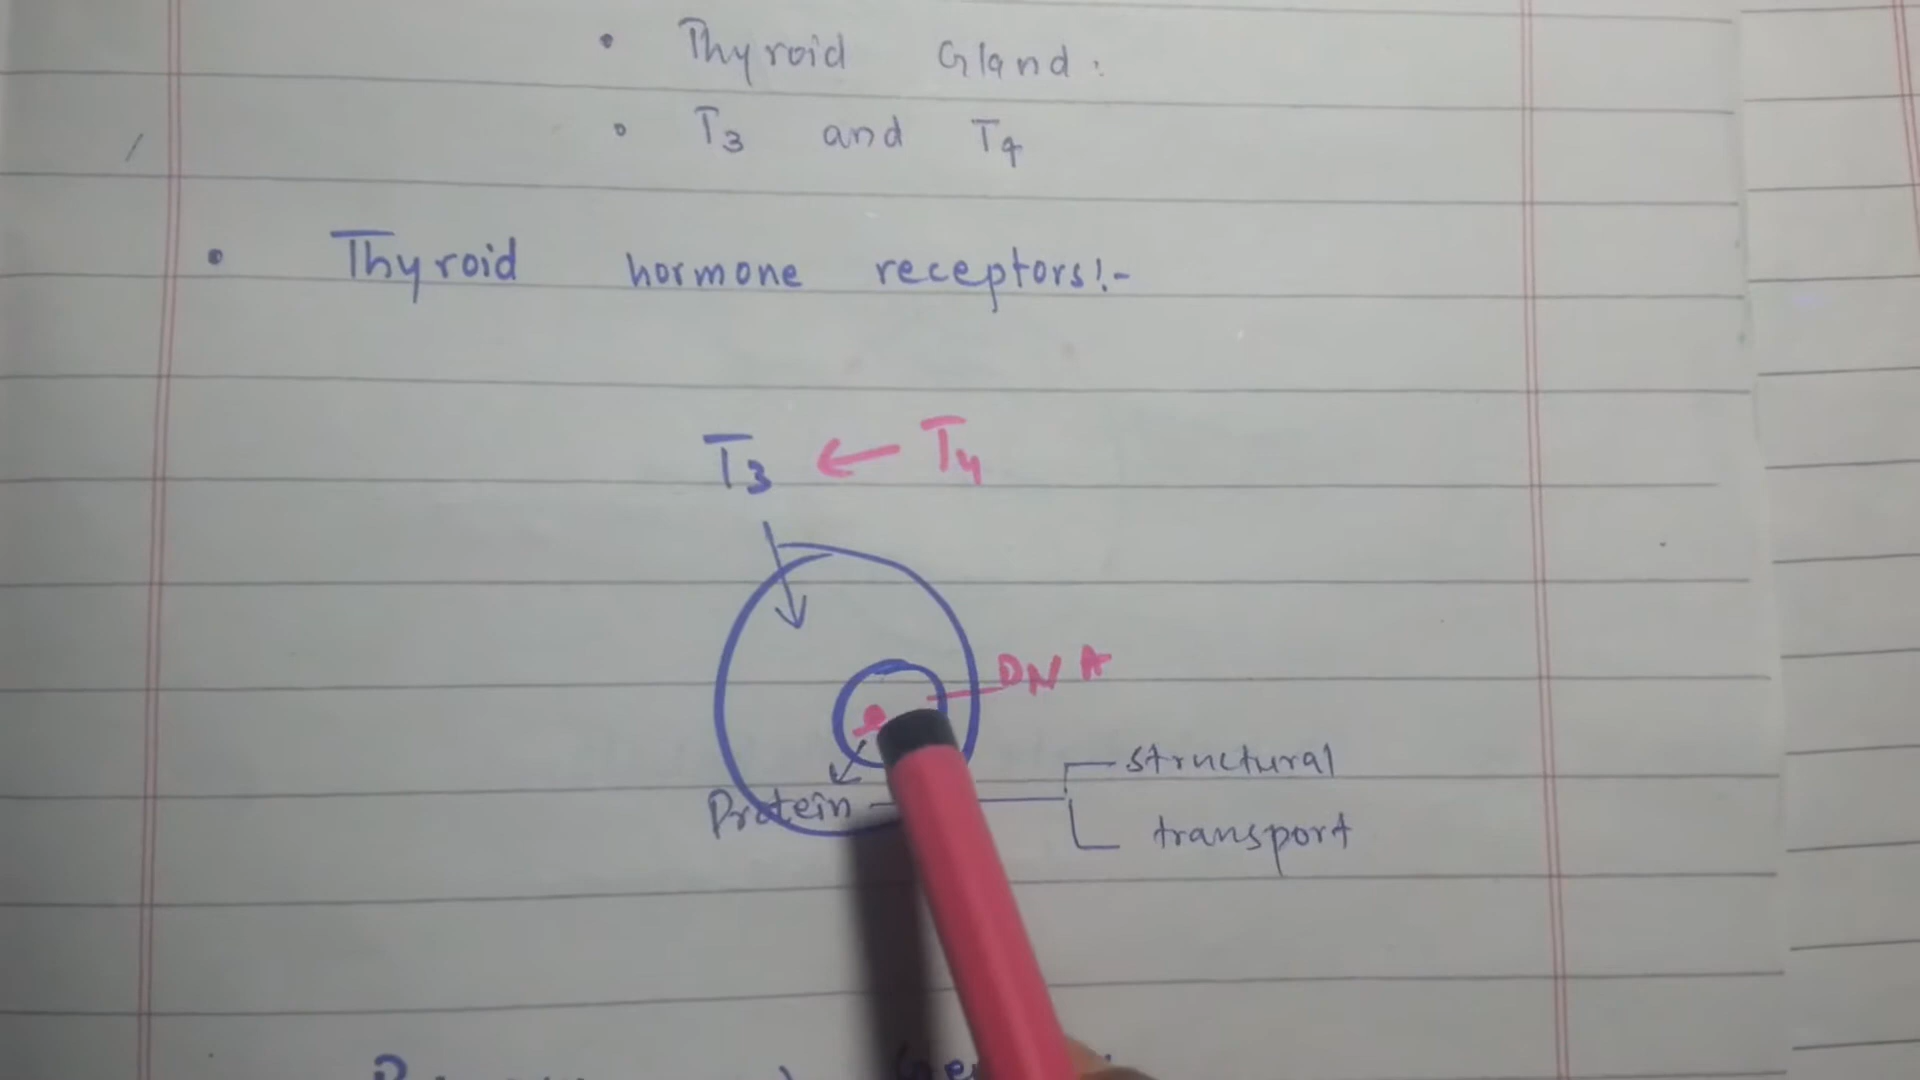 • Thyroid Gland:
• T3 and T4
• Thyroid hormone receptors!-
T3 ← T4
DNA
structural
Protein
transport